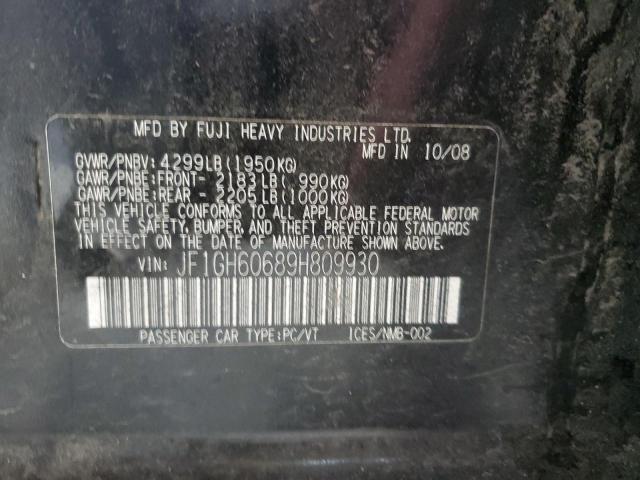 MFD BY FUJI HEAVY INDUSTRIES LTD.
MFD IN 10/08
GVWR/PNBV: 4299LB(1950KG)
GAWR/PNBE:FRONT- 2183LB( 990KG)
GAWR/PNBE:REAR - 2205LB(1000KG)
THIS VEHICLE CONFORMS TO ALL APPLICABLE FEDERAL MOTOR
VEHICLE SAFETY, BUMPER, AND THEFT PREVENTION STANDARDS
IN EFFECT ON THE DATE OF MANUFACTURE SHOWN ABOVE.
VIN: JF1GH60689H809930
PASSENGER CAR TYPE:PC/VT ICES/NMB-002